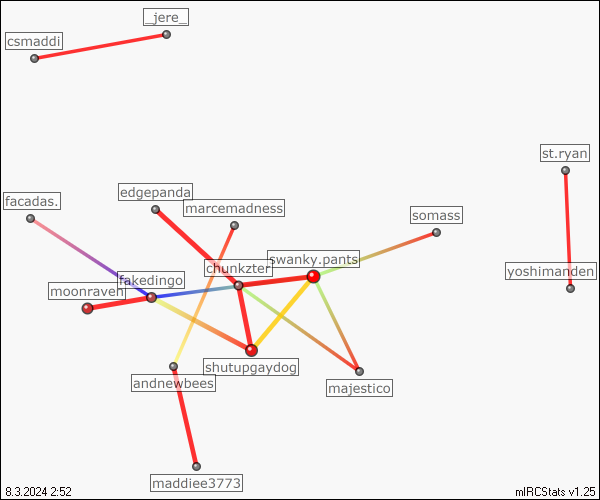 _jere_
csmaddi
st.ryan
edgepanda
facadas.
marcemadness
somass
swanky.pants
chunkzter
yoshimanden
fakedingo
moonraven
shutupgaydog
andnewbees
majestico
maddiee3773
8.3.2024 2:52
mIRCStats v1.25